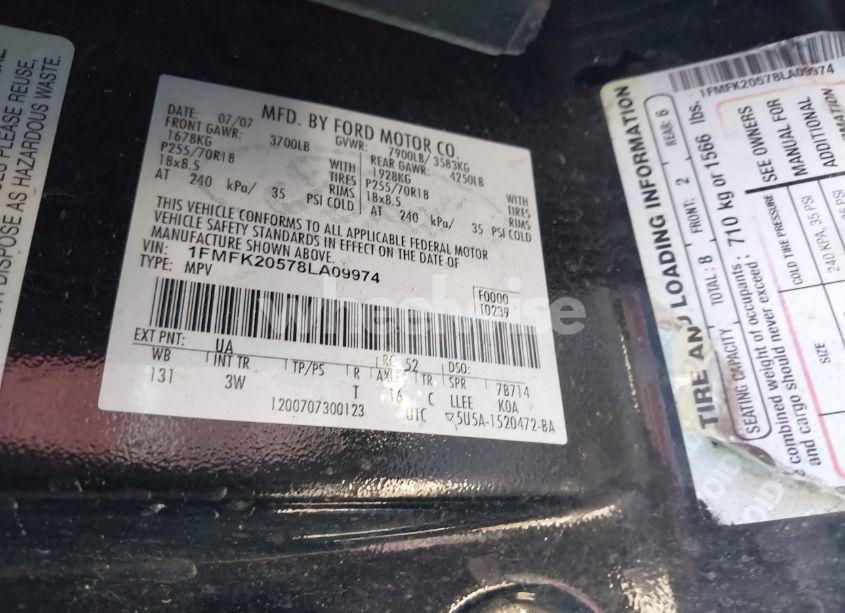 S PLEASE REUSE,
DISPOSE AS HAZARDOUS WASTE.
MFD. BY FORD MOTOR CO.
DATE: 07/07 GVWR: 7900LB/ 3583KG
FRONT GAWR: 3700LB REAR GAWR: 4250LB
1678KG WITH 1928KG WITH
P255/70R18 TIRES P255/70R18 TIRES
18x8.5 RIMS 18x8.5 RIMS
AT 240 kPa/ 35 PSI COLD AT 240 kPa/ 35 PSI COLD
THIS VEHICLE CONFORMS TO ALL APPLICABLE FEDERAL MOTOR
VEHICLE SAFETY STANDARDS IN EFFECT ON THE DATE OF
MANUFACTURE SHOWN ABOVE.
VIN: 1FMFK20578LA09974
TYPE: MPV
F0000
T0239
EXT PNT: UA RC: 52 DSO:
WB INT TR TP/PS R AXLE TR SPR 7B714
131 3W T 16 C LLEE KOA
1200707300123 UTC ▽5U5A-1520472-BA
wheelwise
1FMFK20578LA09974
TIRE AND LOADING INFORMATION
SEATING CAPACITY TOTAL: 8 FRONT: 2 REAR: 6
combined weight of occupants: 710 kg or 1566 lbs.
and cargo should never exceed:
SIZE COLD TIRE PRESSURE SEE OWNERS
MANUAL FOR
240 KPA, 35 PSI ADDITIONAL